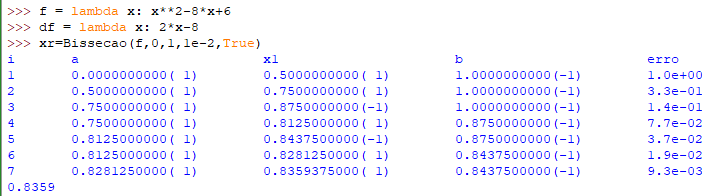 >>> f = lambda x: x**2-8*x+6
>>> df = lambda x: 2*x-8
>>> xr=Bissecao(f,0,1,1e-2,True)
i a x1 b erro
1 0.0000000000( 1) 0.5000000000( 1) 1.0000000000(-1) 1.0e+00
2 0.5000000000( 1) 0.7500000000( 1) 1.0000000000(-1) 3.3e-01
3 0.7500000000( 1) 0.8750000000(-1) 1.0000000000(-1) 1.4e-01
4 0.7500000000( 1) 0.8125000000( 1) 0.8750000000(-1) 7.7e-02
5 0.8125000000( 1) 0.8437500000(-1) 0.8750000000(-1) 3.7e-02
6 0.8125000000( 1) 0.8281250000( 1) 0.8437500000(-1) 1.9e-02
7 0.8281250000( 1) 0.8359375000( 1) 0.8437500000(-1) 9.3e-03
0.8359